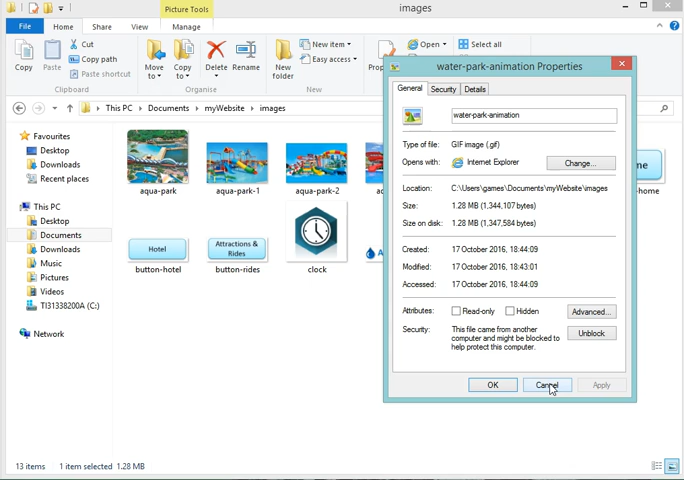 Picture Tools
images
File
Home
Share
View
Manage
Copy
Paste
Cut
Copy path
Paste shortcut
Clipboard
Move to
Copy to
Delete
Rename
Organise
New folder
New item
Easy access
New
Open
Select all
This PC
Documents
myWebsite
images
Favourites
Desktop
Downloads
Recent places
This PC
Desktop
Documents
Downloads
Music
Pictures
Videos
TI31338200A (C:)
Network
aqua-park
aqua-park-1
aqua-park-2
Hotel
button-hotel
Attractions & Rides
button-rides
clock
water-park-animation Properties
General
Security
Details
water-park-animation
Type of file: GIF image (.gif)
Opens with: Internet Explorer
Change...
Location: C:\Users\games\Documents\myWebsite\images
Size: 1.28 MB (1,344,107 bytes)
Size on disk: 1.28 MB (1,347,584 bytes)
Created: 17 October 2016, 18:44:09
Modified: 17 October 2016, 18:43:01
Accessed: 17 October 2016, 18:44:09
Attributes: Read-only Hidden
Advanced...
Security: This file came from another
computer and might be blocked to
help protect this computer.
Unblock
OK
Cancel
Apply
13 items 1 item selected 1.28 MB